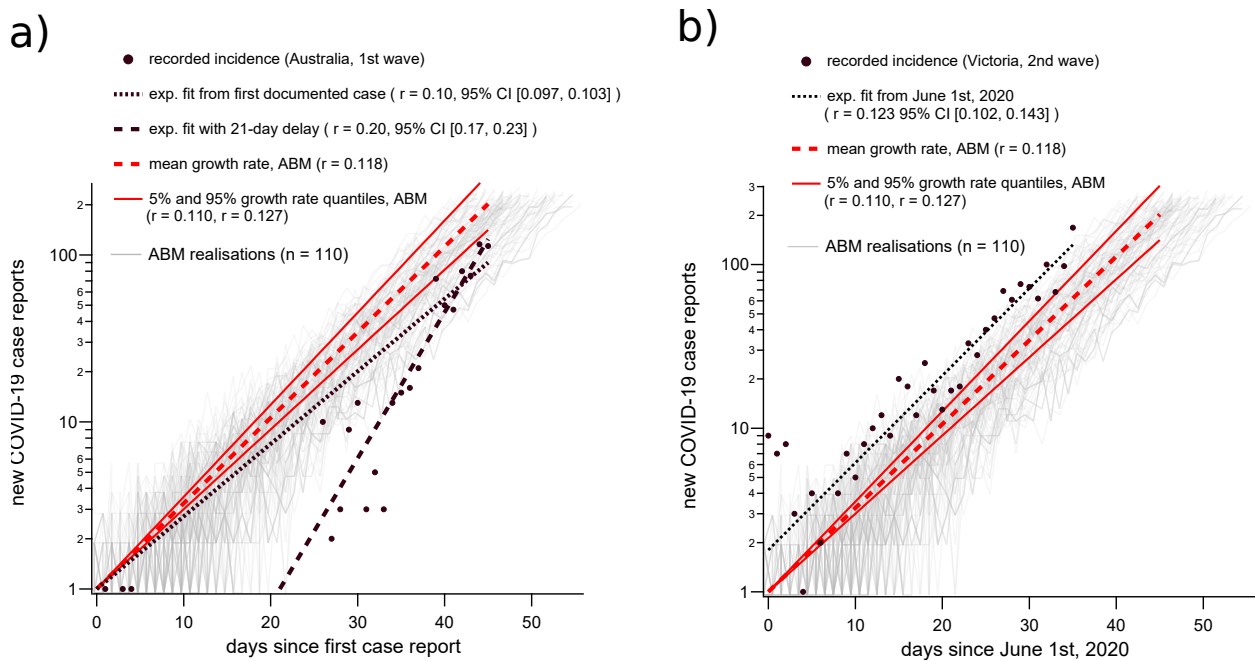 a)
recorded incidence (Australia, 1st wave)
exp. fit from first documented case ( r = 0.10, 95% CI [0.097, 0.103] )
exp. fit with 21-day delay ( r = 0.20, 95% CI [0.17, 0.23] )
mean growth rate, ABM (r = 0.118)
5% and 95% growth rate quantiles, ABM
(r = 0.110, r = 0.127)
ABM realisations (n = 110)
new COVID-19 case reports
2
100
6
5
4
3
2
10
6
5
4
3
2
1
0 10 20 30 40 50
days since first case report
b)
recorded incidence (Victoria, 2nd wave)
exp. fit from June 1st, 2020
( r = 0.123 95% CI [0.102, 0.143] )
mean growth rate, ABM (r = 0.118)
5% and 95% growth rate quantiles, ABM
(r = 0.110, r = 0.127)
ABM realisations (n = 110)
new COVID-19 case reports
3
2
100
6
5
4
3
2
10
6
5
4
3
2
1
0 10 20 30 40 50
days since June 1st, 2020